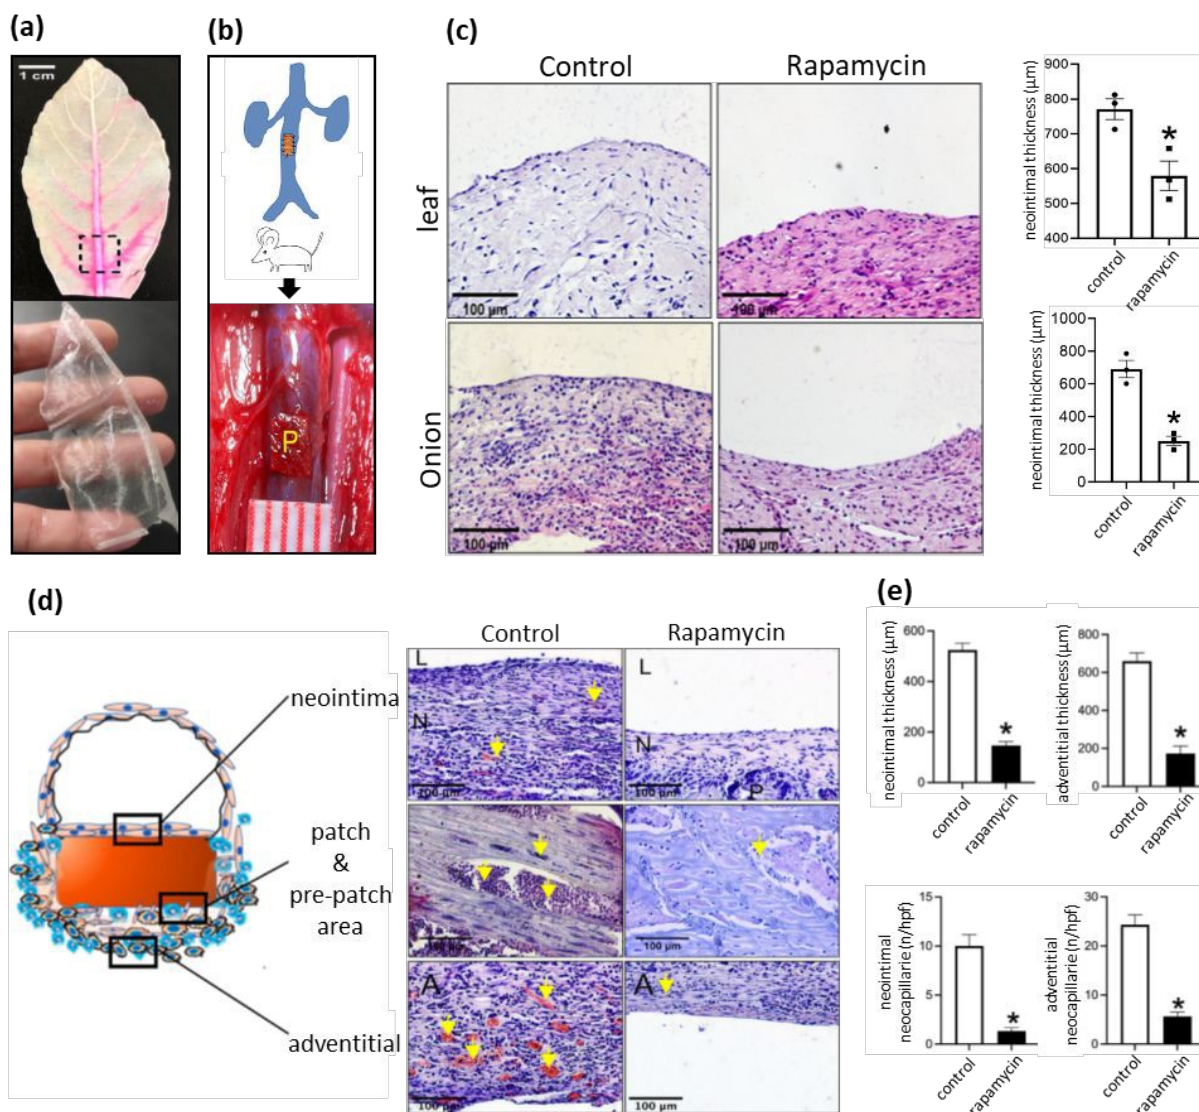 (a)
1 cm
(b)
P
(c)
Control
Rapamycin
leaf
Onion
100 µm
100 µm
100 µm
100 µm
neointimal thickness (µm)
900
800
700
600
500
400
*
control
rapamycin
neointimal thickness (µm)
1000
800
600
400
200
0
*
control
rapamycin
(d)
neointima
patch
&
pre-patch
area
adventitial
Control
Rapamycin
L
N
100 µm
L
N
P
100 µm
100 µm
100 µm
A
100 µm
A
100 µm
(e)
neointimal thickness (µm)
600
400
200
0
*
control
rapamycin
adventitial thickness (µm)
800
600
400
200
0
*
control
rapamycin
neointimal
neocapillarie (n/hpf)
15
10
5
0
*
control
rapamycin
adventitial
neocapillarie (n/hpf)
30
20
10
0
*
control
rapamycin